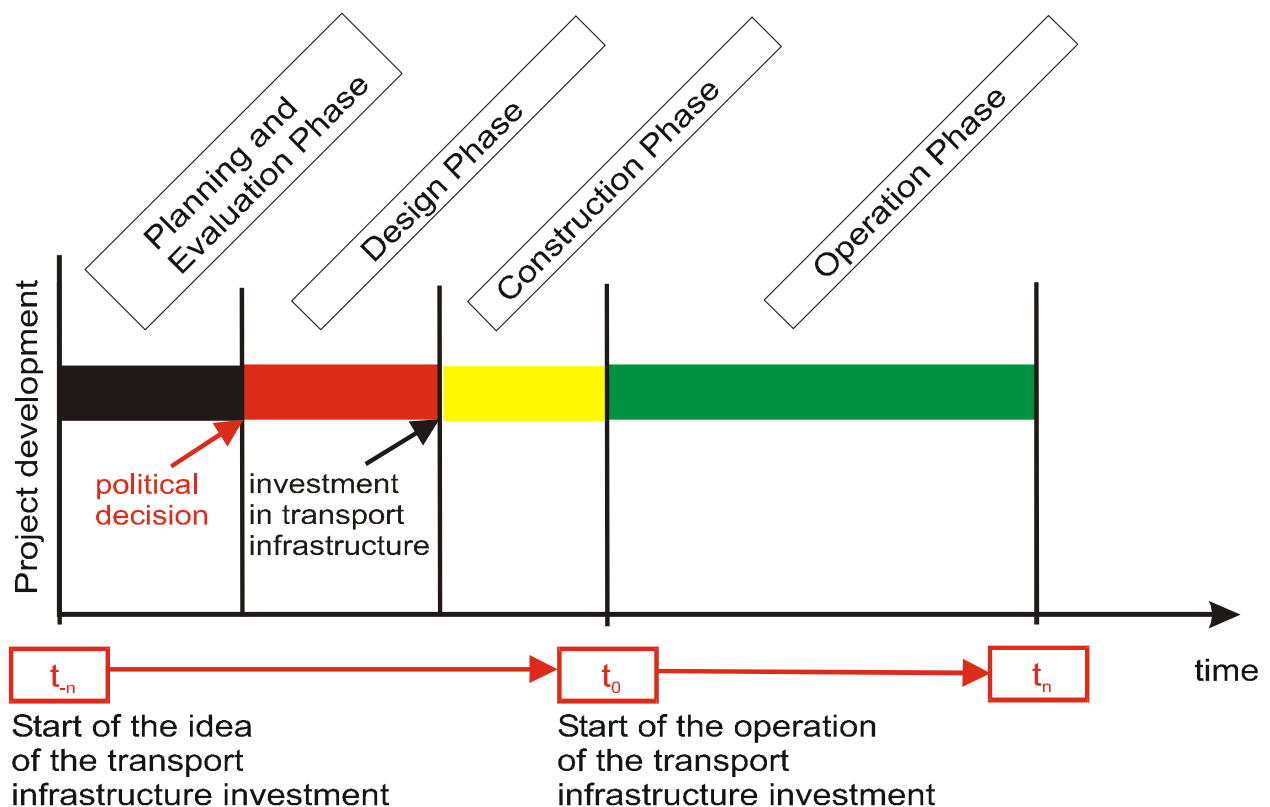 Planning and
Evaluation Phase
Design Phase
Construction Phase
Operation Phase
Project development
political
decision
investment
in transport
infrastructure
t-n
t0
tn
time
Start of the idea
of the transport
infrastructure investment
Start of the operation
of the transport
infrastructure investment